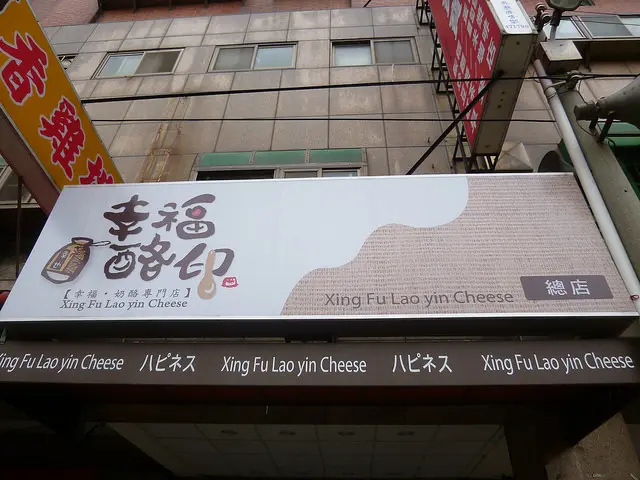 香雞
幸福
酪印
【幸福・奶酪專門店】
Xing Fu Lao yin Cheese
Xing Fu Lao yin Cheese
總店
Xing Fu Lao yin Cheese ハピネス Xing Fu Lao yin Cheese ハピネス Xing Fu Lao yin Cheese